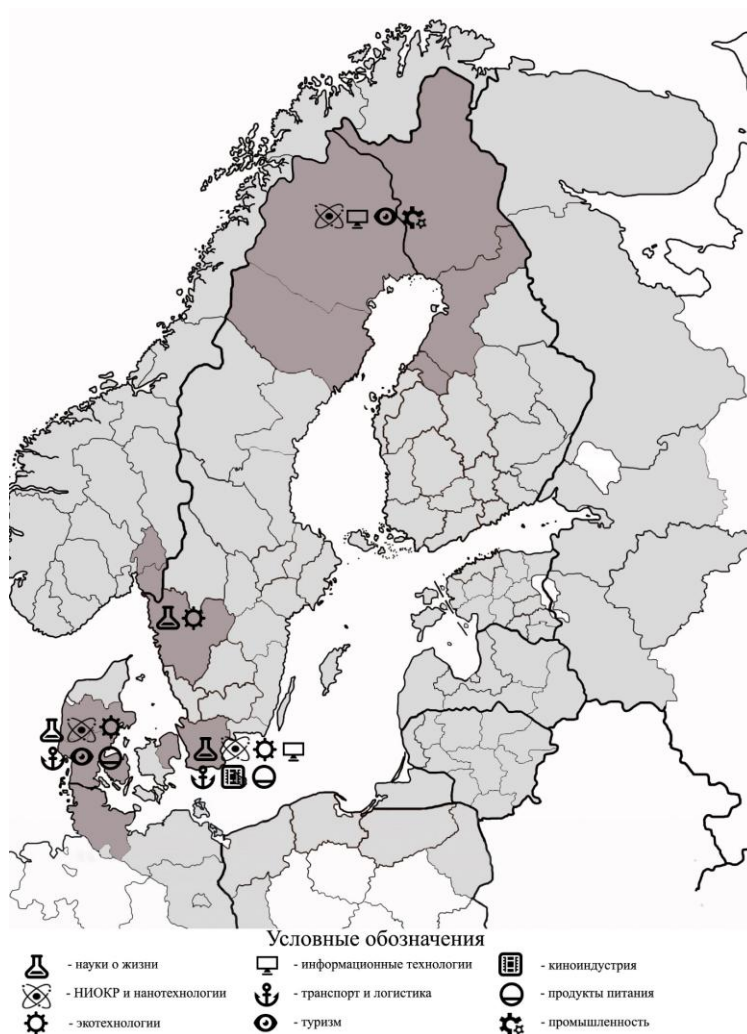 Условные обозначения
- науки о жизни - информационные технологии - киноиндустрия
- НИОКР и нанотехнологии - транспорт и логистика - продукты питания
- экотехнологии - туризм - промышленность